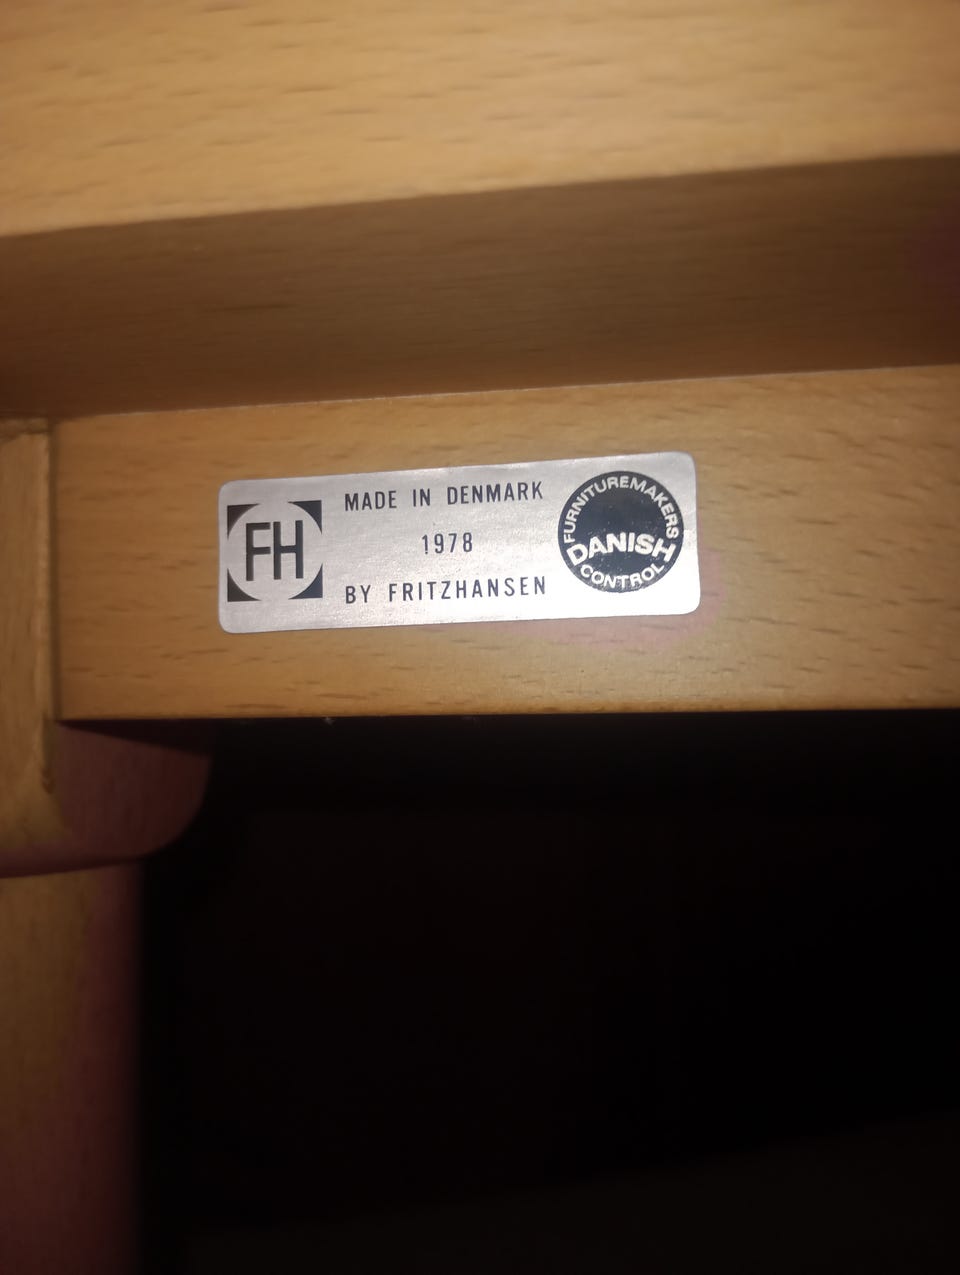 FH
MADE IN DENMARK
1978
BY FRITZHANSEN
FURNITUREMAKERS
DANISH
CONTROL